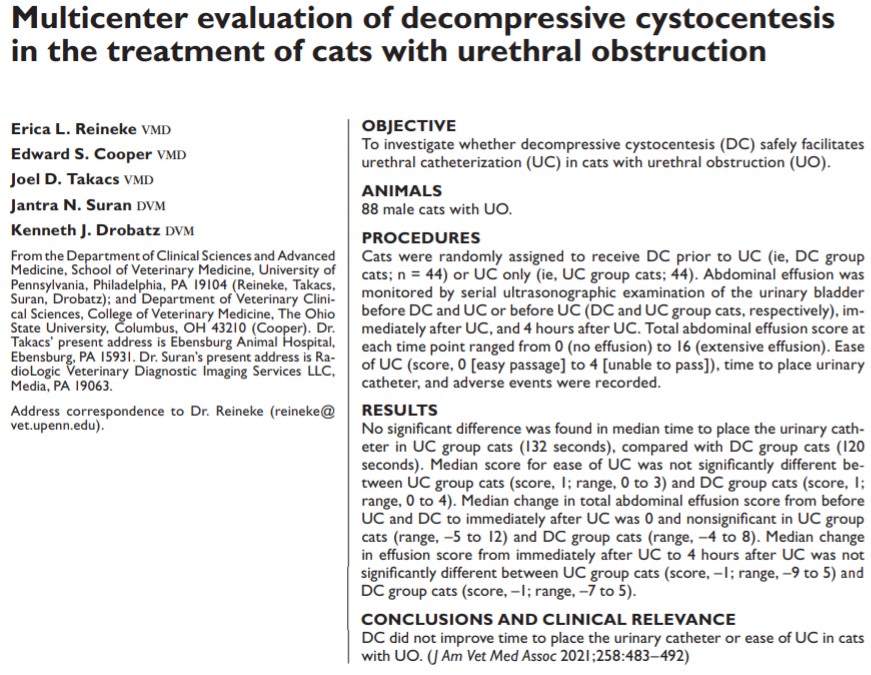 Multicenter evaluation of decompressive cystocentesis
in the treatment of cats with urethral obstruction
Erica L. Reineke VMD
Edward S. Cooper VMD
Joel D. Takacs VMD
Jantra N. Suran DVM
Kenneth J. Drobatz DVM
From the Department of Clinical Sciences and Advanced
Medicine, School of Veterinary Medicine, University of
Pennsylvania, Philadelphia, PA 19104 (Reineke, Takacs,
Suran, Drobatz); and Department of Veterinary Clini-
cal Sciences, College of Veterinary Medicine, The Ohio
State University, Columbus, OH 43210 (Cooper). Dr.
Takacs' present address is Ebensburg Animal Hospital,
Ebensburg, PA 15931. Dr. Suran's present address is Ra-
dioLogic Veterinary Diagnostic Imaging Services LLC,
Media, PA 19063.
Address correspondence to Dr. Reineke (reineke@
vet.upenn.edu).
OBJECTIVE
To investigate whether decompressive cystocentesis (DC) safely facilitates
urethral catheterization (UC) in cats with urethral obstruction (UO).
ANIMALS
88 male cats with UO.
PROCEDURES
Cats were randomly assigned to receive DC prior to UC (ie, DC group
cats; n = 44) or UC only (ie, UC group cats; 44). Abdominal effusion was
monitored by serial ultrasonographic examination of the urinary bladder
before DC and UC or before UC (DC and UC group cats, respectively), im-
mediately after UC, and 4 hours after UC. Total abdominal effusion score at
each time point ranged from 0 (no effusion) to 16 (extensive effusion). Ease
of UC (score, 0 [easy passage] to 4 [unable to pass]), time to place urinary
catheter, and adverse events were recorded.
RESULTS
No significant difference was found in median time to place the urinary cath-
eter in UC group cats (132 seconds), compared with DC group cats (120
seconds). Median score for ease of UC was not significantly different be-
tween UC group cats (score, 1; range, 0 to 3) and DC group cats (score, 1;
range, 0 to 4). Median change in total abdominal effusion score from before
UC and DC to immediately after UC was 0 and nonsignificant in UC group
cats (range, –5 to 12) and DC group cats (range, –4 to 8). Median change
in effusion score from immediately after UC to 4 hours after UC was not
significantly different between UC group cats (score, –1; range, –9 to 5) and
DC group cats (score, –1; range, –7 to 5).
CONCLUSIONS AND CLINICAL RELEVANCE
DC did not improve time to place the urinary catheter or ease of UC in cats
with UO. (J Am Vet Med Assoc 2021;258:483–492)